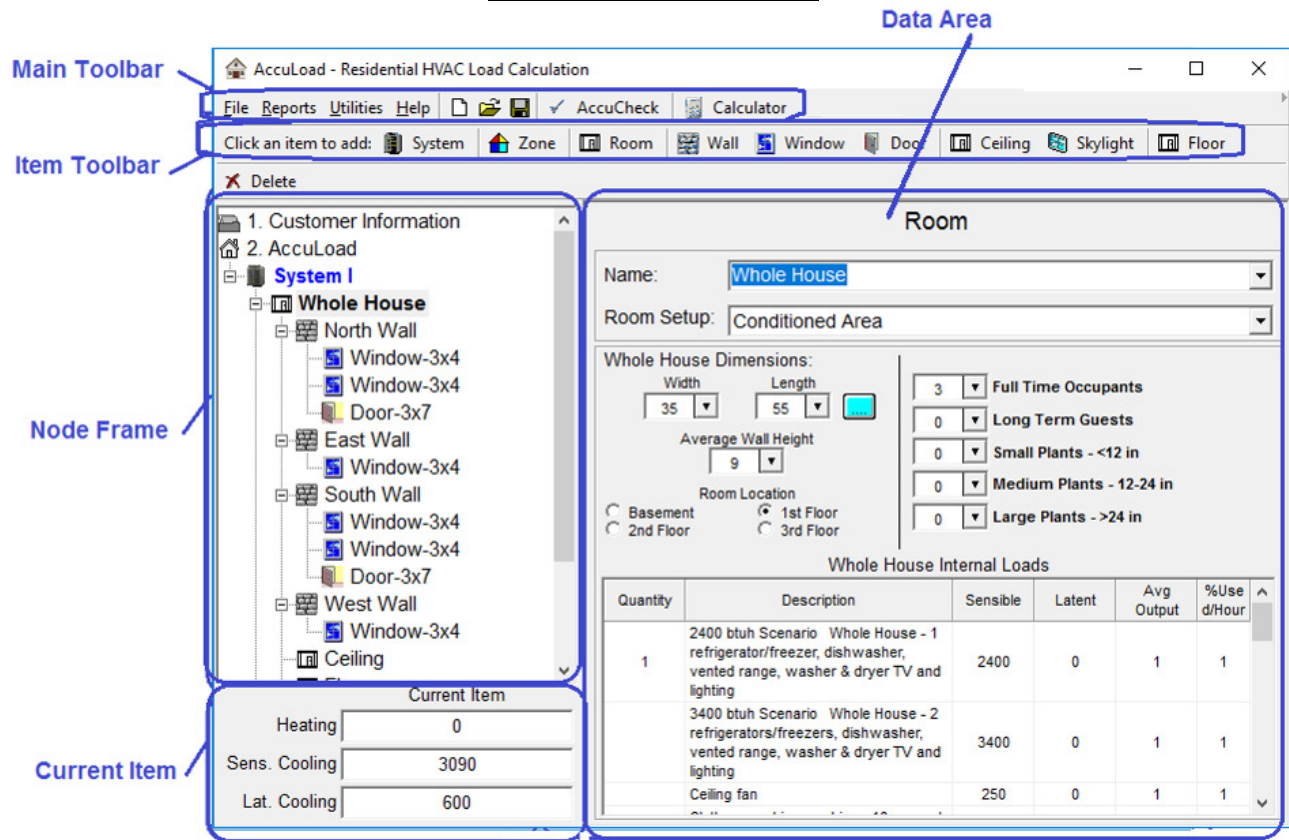 Data Area
Main Toolbar
AccuLoad - Residential HVAC Load Calculation
File Reports Utilities Help AccuCheck Calculator
Item Toolbar
Click an item to add: System Zone Room Wall Window Door Ceiling Skylight Floor
Delete
1. Customer Information
2. AccuLoad
System I
Whole House
North Wall
Window-3x4
Window-3x4
Door-3x7
East Wall
Window-3x4
South Wall
Window-3x4
Window-3x4
Door-3x7
West Wall
Window-3x4
Ceiling
Node Frame
Room
Name: Whole House
Room Setup: Conditioned Area
Whole House Dimensions:
Width Length
35 55 ....
Average Wall Height
9
Room Location
Basement 1st Floor
2nd Floor 3rd Floor
3 Full Time Occupants
0 Long Term Guests
0 Small Plants - <12 in
0 Medium Plants - 12-24 in
0 Large Plants - >24 in
Whole House Internal Loads
Quantity Description Sensible Latent Avg Output %Use d/Hour
1 2400 btuh Scenario Whole House - 1 refrigerator/freezer, dishwasher, vented range, washer & dryer TV and lighting 2400 0 1 1
3400 btuh Scenario Whole House - 2 refrigerators/freezers, dishwasher, vented range, washer & dryer TV and lighting 3400 0 1 1
Ceiling fan 250 0 1 1
Current Item
Current Item
Heating 0
Sens. Cooling 3090
Lat. Cooling 600